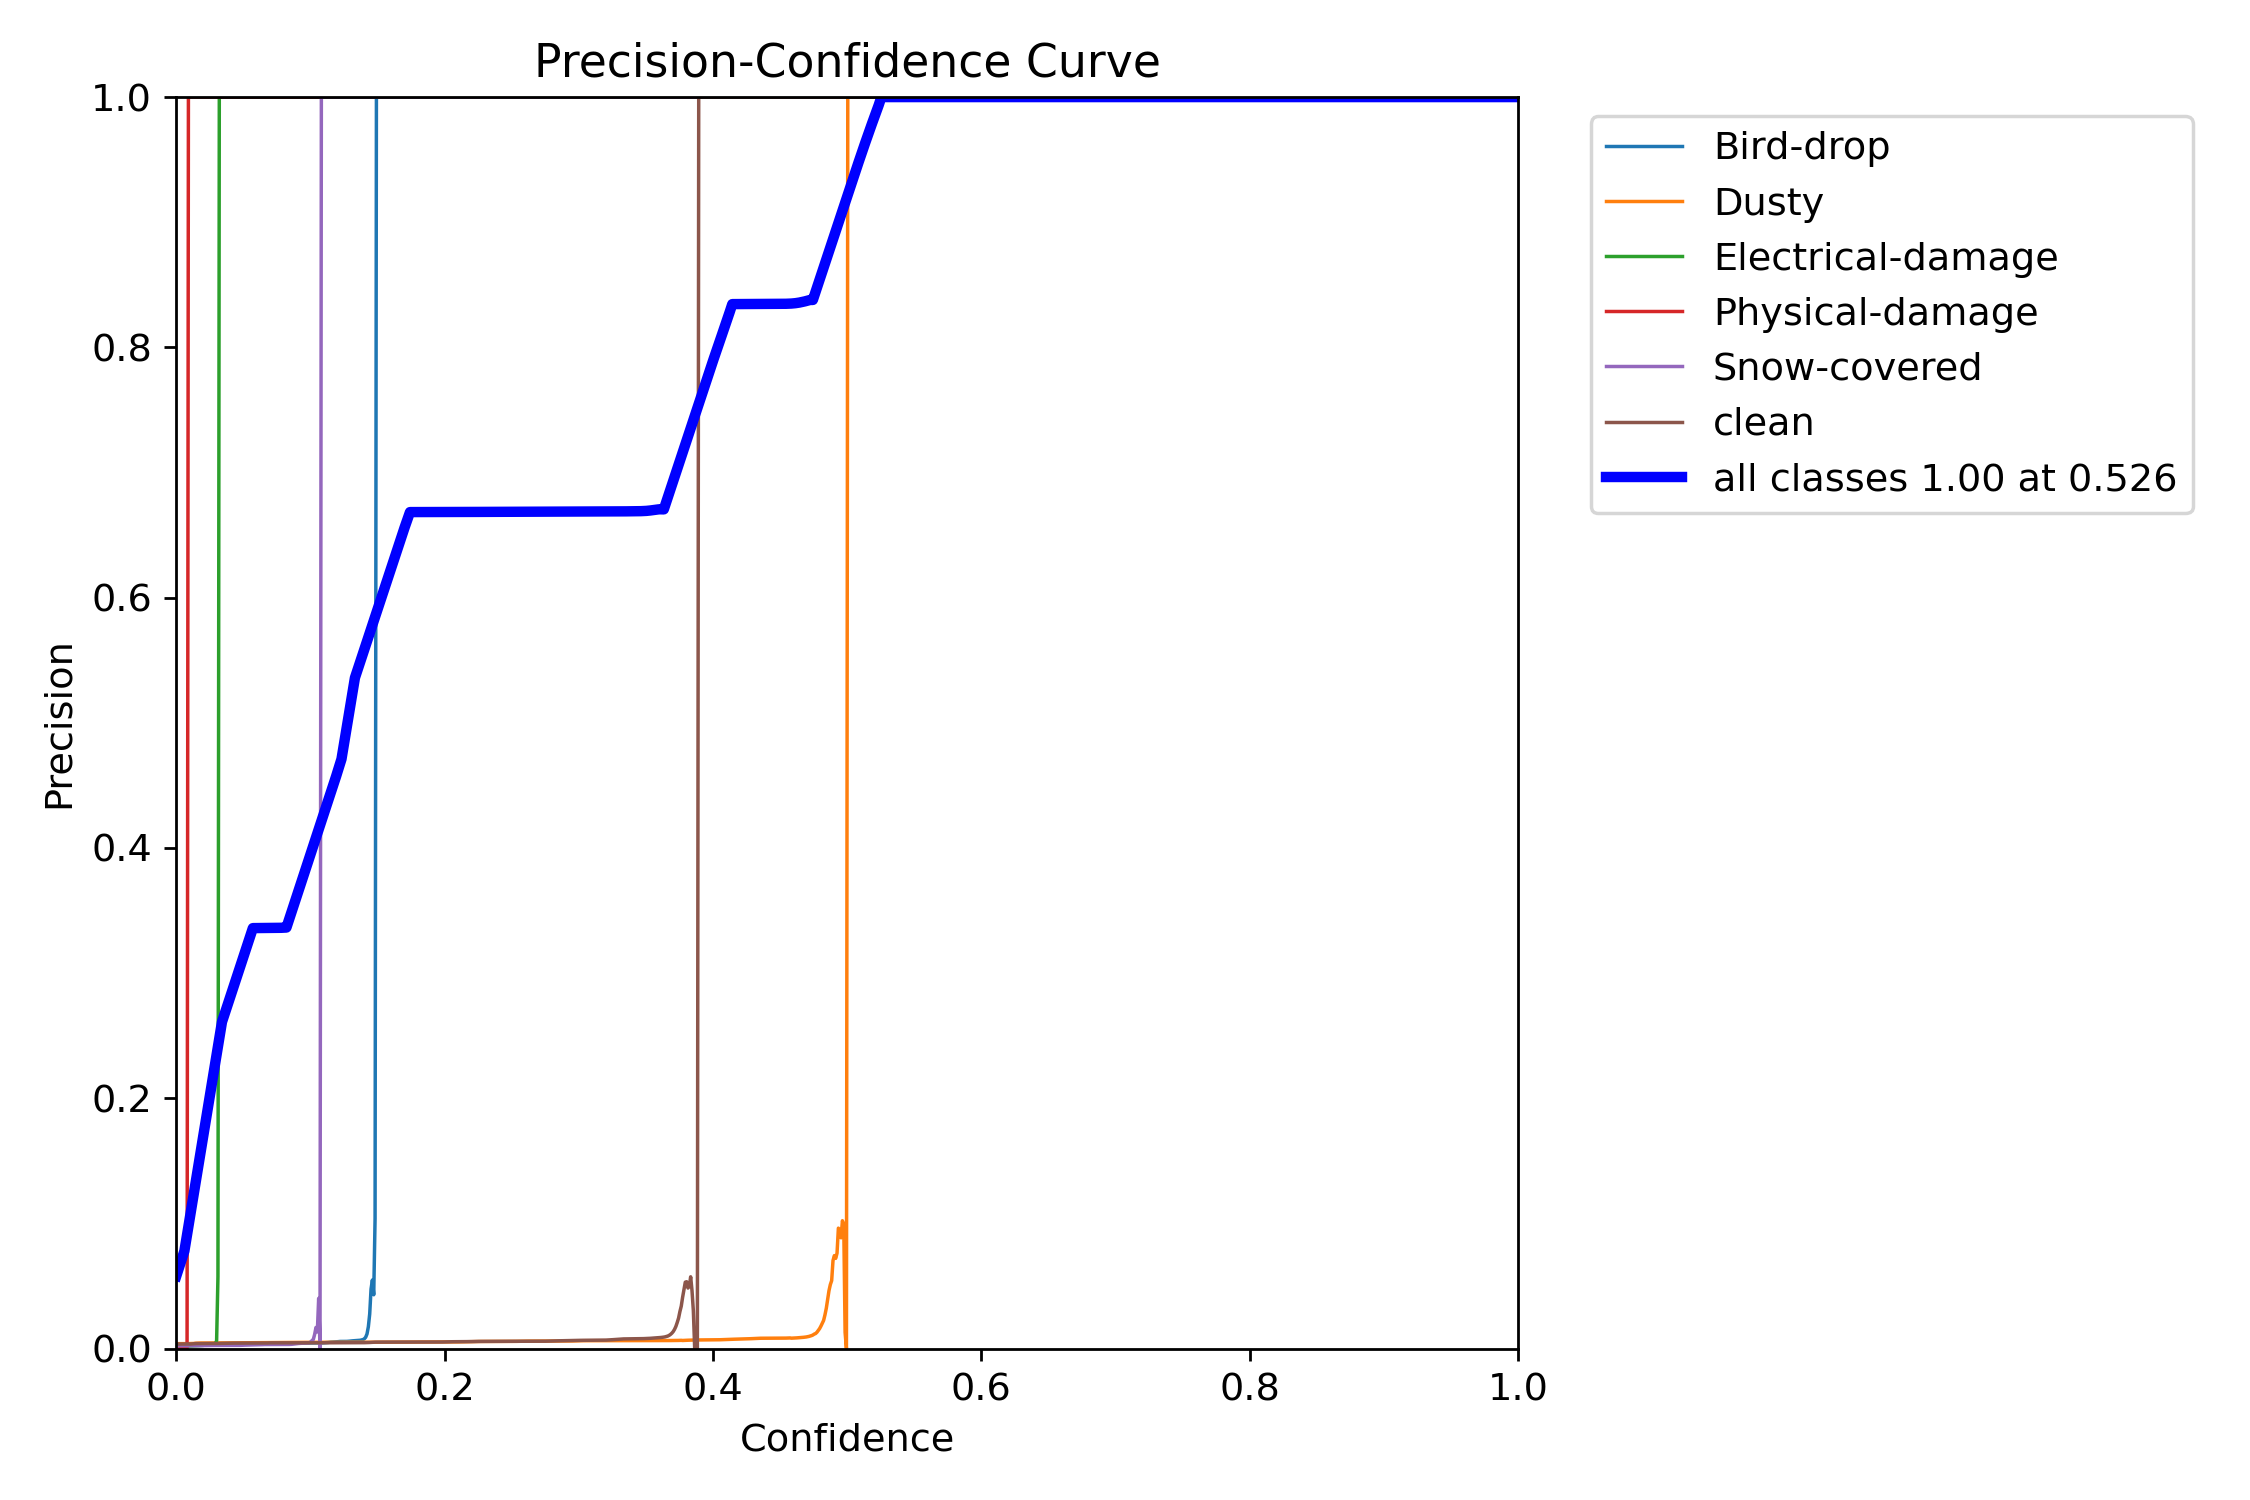 Precision-Confidence Curve
1.0
0.8
0.6
0.4
0.2
0.0
Precision
0.0 0.2 0.4 0.6 0.8 1.0
Confidence
Bird-drop
Dusty
Electrical-damage
Physical-damage
Snow-covered
clean
all classes 1.00 at 0.526